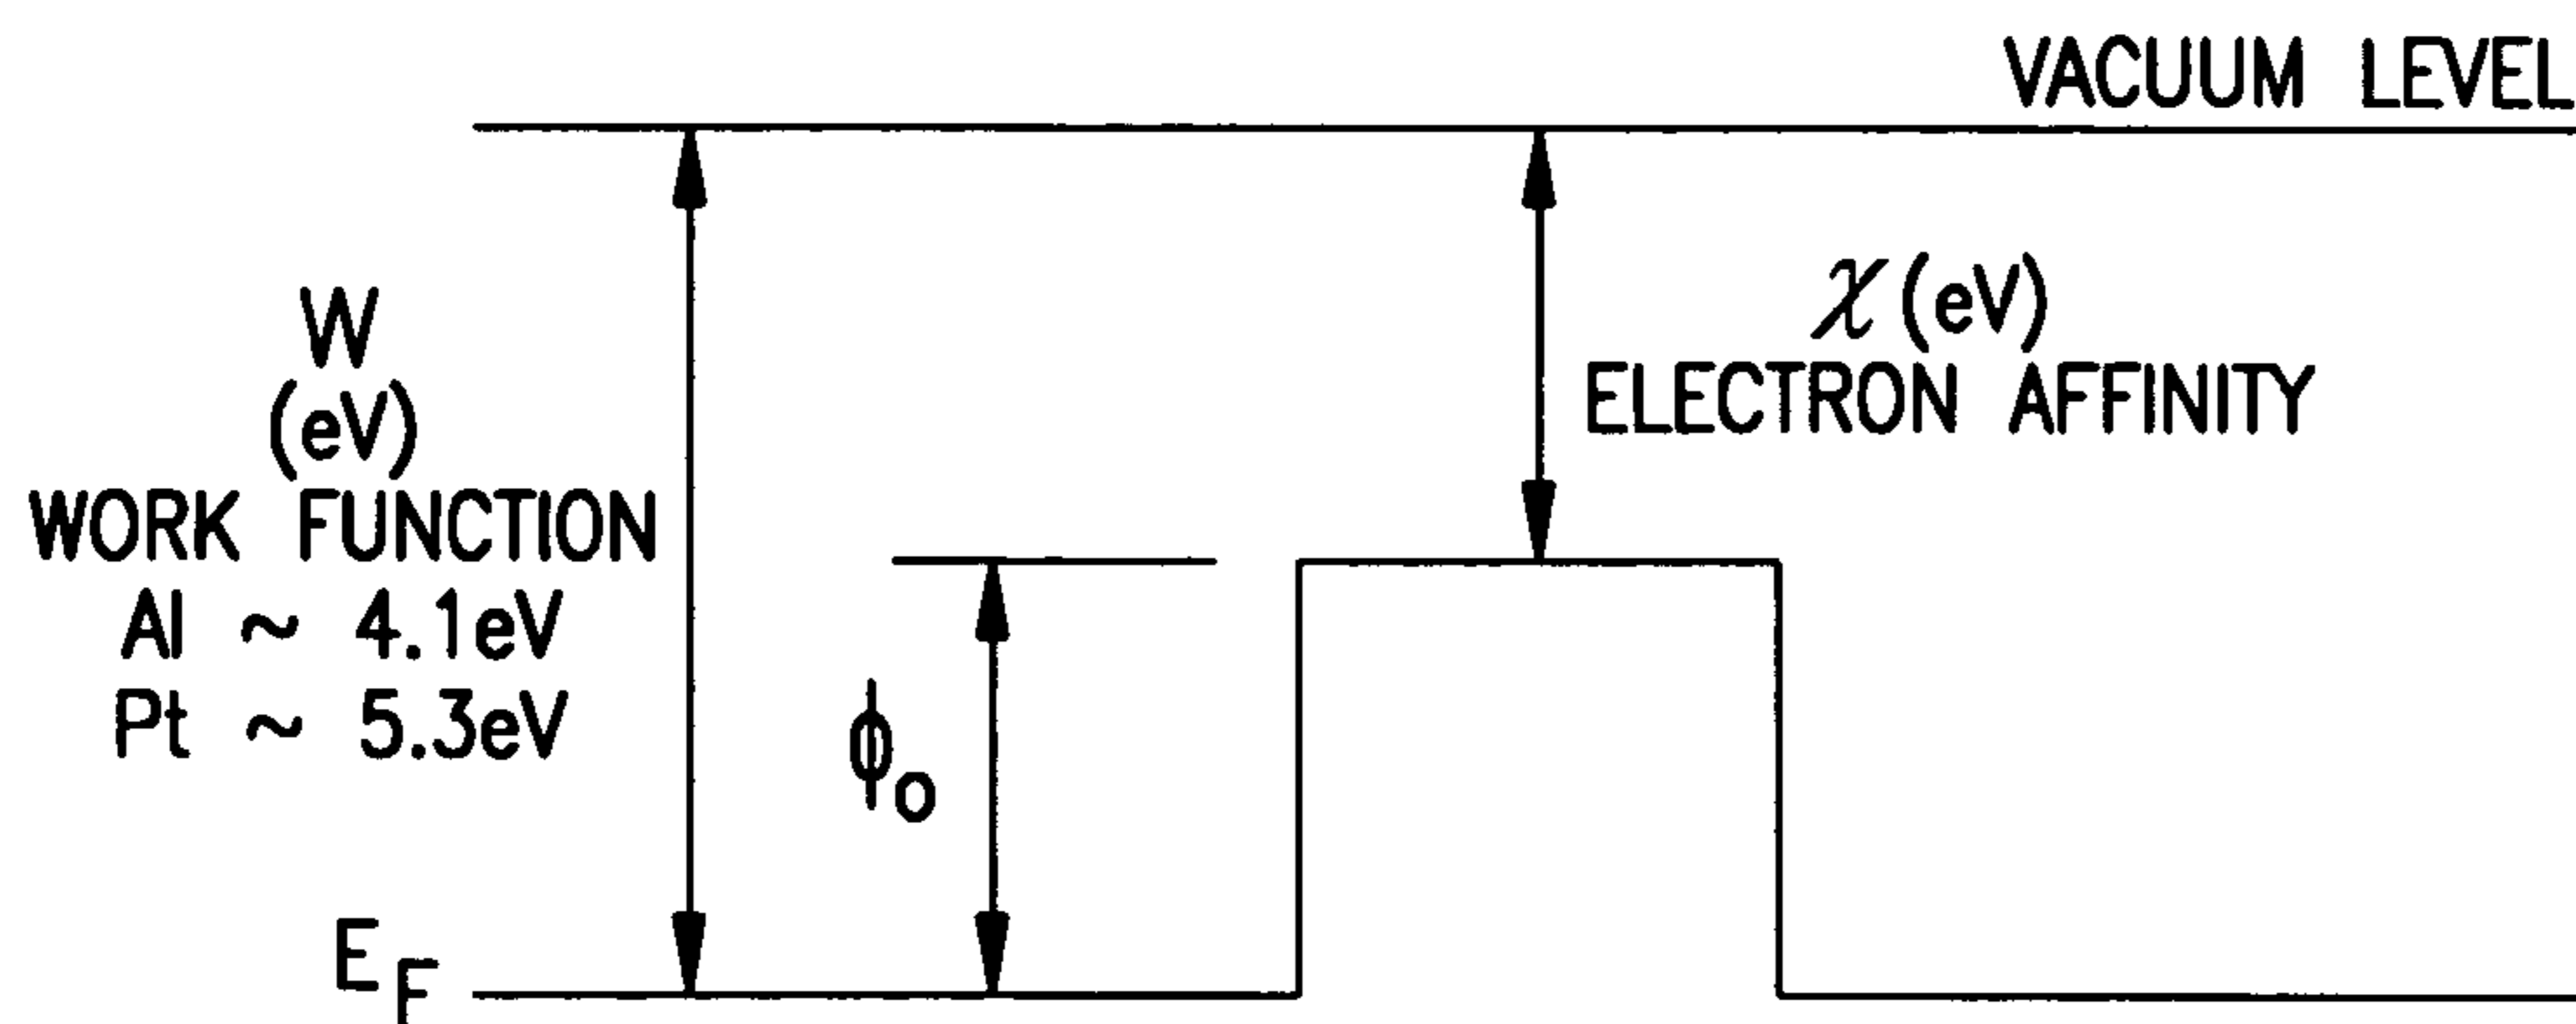 VACUUM LEVEL
W
(eV)
WORK FUNCTION
Al ~ 4.1eV
Pt ~ 5.3eV
χ(eV)
ELECTRON AFFINITY
ϕo
EF